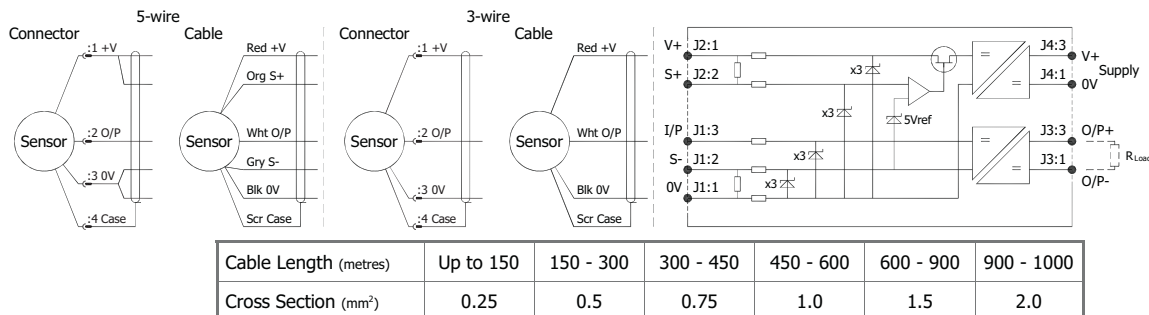 5-wire
Connector
Cable
:1 +V
:2 O/P
:3 0V
:4 Case
Sensor
Red +V
Org S+
Wht O/P
Gry S-
Blk 0V
Scr Case
Sensor
3-wire
Connector
Cable
:1 +V
:2 O/P
:3 0V
:4 Case
Sensor
Red +V
Wht O/P
Blk 0V
Scr Case
Sensor
V+ J2:1
S+ J2:2
I/P J1:3
S- J1:2
0V J1:1
x3
x3
x3
x3
5Vref
J4:3 V+
Supply
J4:1 0V
J3:3 O/P+
RLoad
J3:1 O/P-
Cable Length (metres) Up to 150 150 - 300 300 - 450 450 - 600 600 - 900 900 - 1000
Cross Section (mm²) 0.25 0.5 0.75 1.0 1.5 2.0